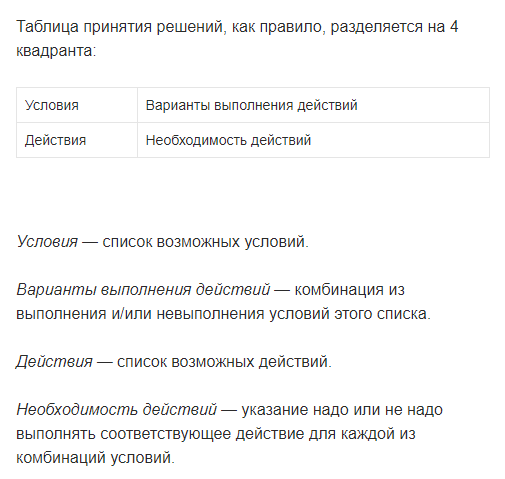 Таблица принятия решений, как правило, разделяется на 4
квадранта:
Условия Варианты выполнения действий
Действия Необходимость действий
Условия — список возможных условий.
Варианты выполнения действий — комбинация из
выполнения и/или невыполнения условий этого списка.
Действия — список возможных действий.
Необходимость действий — указание надо или не надо
выполнять соответствующее действие для каждой из
комбинаций условий.